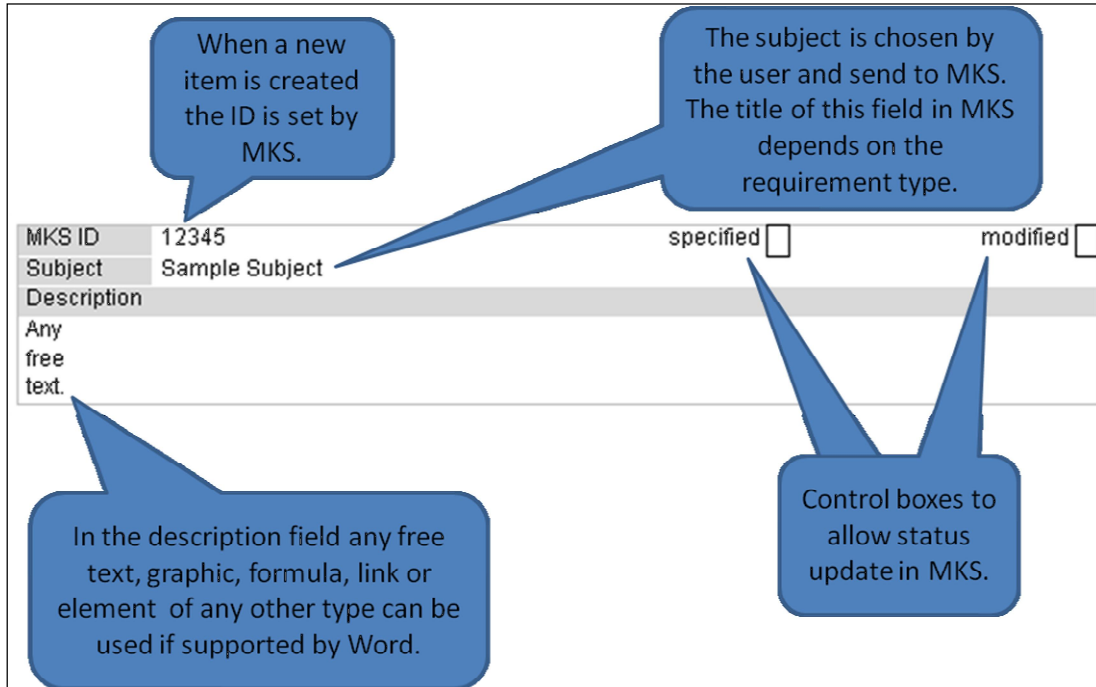 When a new
item is created
the ID is set by
MKS.
The subject is chosen by
the user and send to MKS.
The title of this field in MKS
depends on the
requirement type.
MKS ID 12345 specified modified
Subject Sample Subject
Description
Any
free
text.
In the description field any free
text, graphic, formula, link or
element of any other type can be
used if supported by Word.
Control boxes to
allow status
update in MKS.